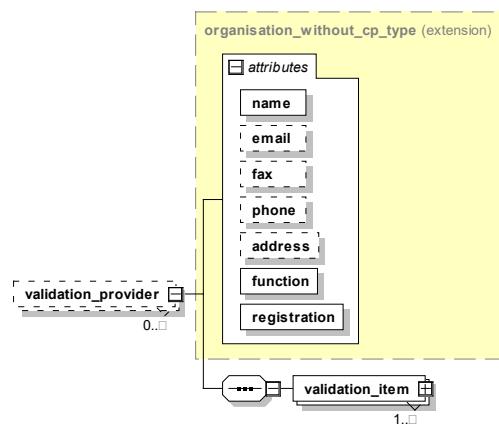 organisation_without_cp_type (extension)
attributes
name
email
fax
phone
address
function
registration
validation_provider
0..□
validation_item
1..□